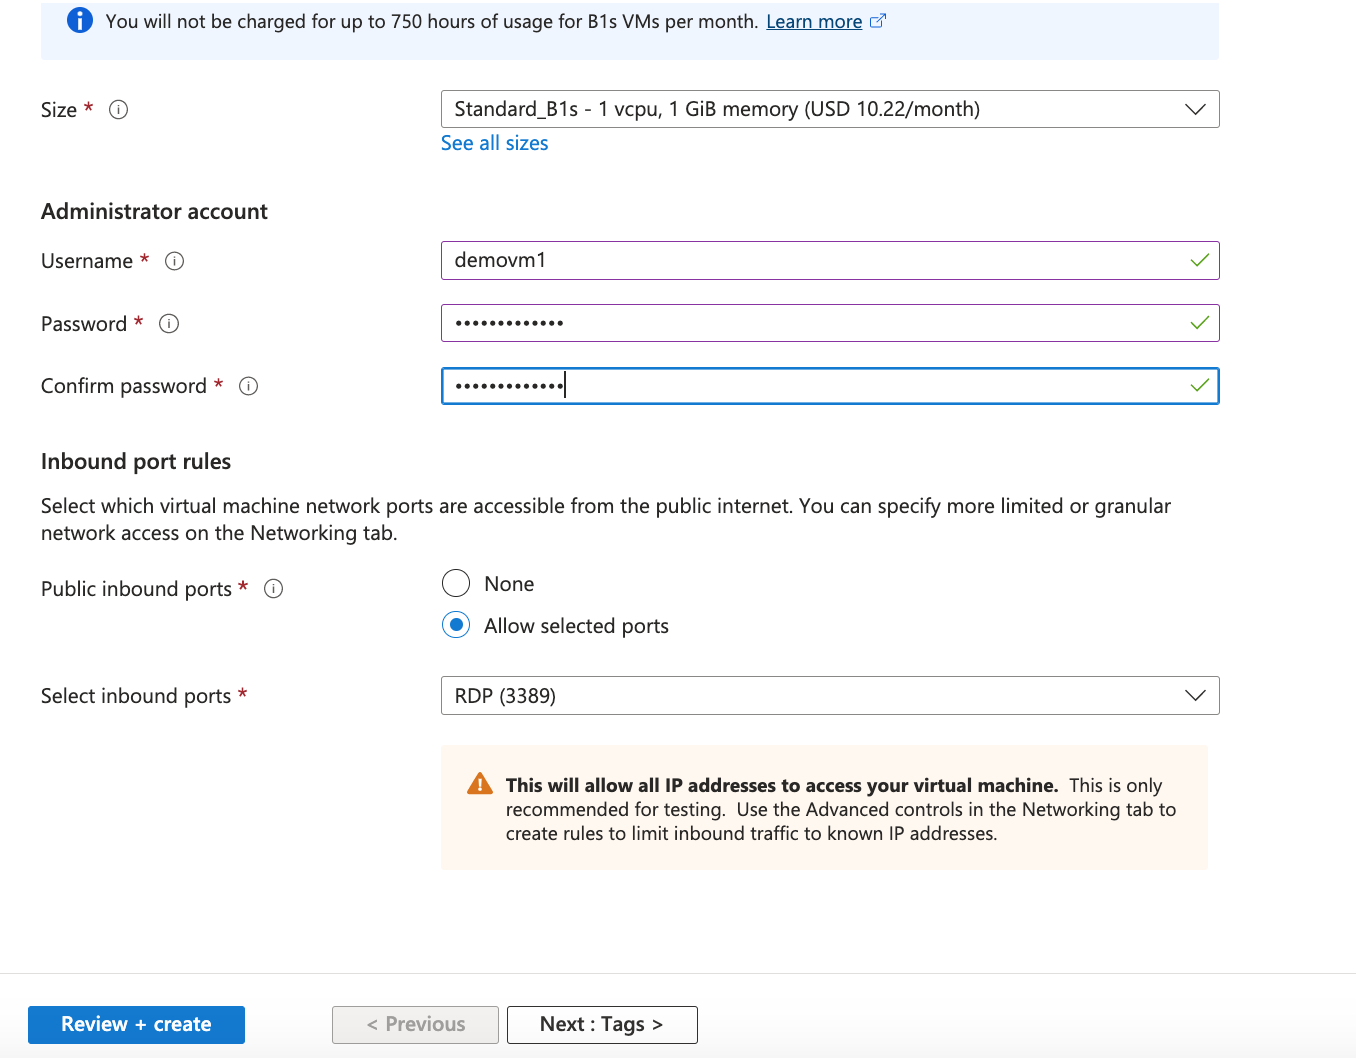 You will not be charged for up to 750 hours of usage for B1s VMs per month. Learn more
Size *
Standard_B1s - 1 vcpu, 1 GiB memory (USD 10.22/month)
See all sizes
Administrator account
Username *
demovm1
Password *
•••••••••••••
Confirm password *
•••••••••••••
Inbound port rules
Select which virtual machine network ports are accessible from the public internet. You can specify more limited or granular
network access on the Networking tab.
Public inbound ports *
None
Allow selected ports
Select inbound ports *
RDP (3389)
This will allow all IP addresses to access your virtual machine. This is only
recommended for testing. Use the Advanced controls in the Networking tab to
create rules to limit inbound traffic to known IP addresses.
Review + create
< Previous
Next : Tags >